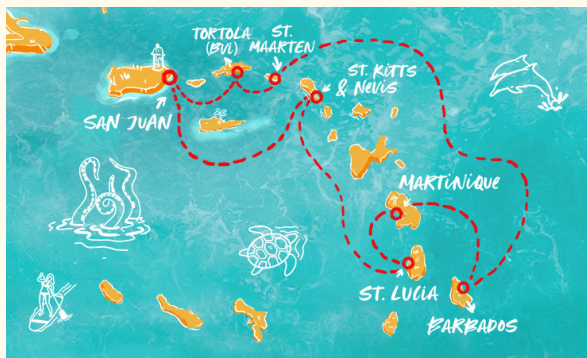 TORTOLA
(BVI)
ST.
MAARTEN
ST. KITTS
& NEVIS
SAN JUAN
MARTINIQUE
ST. LUCIA
BARBADOS